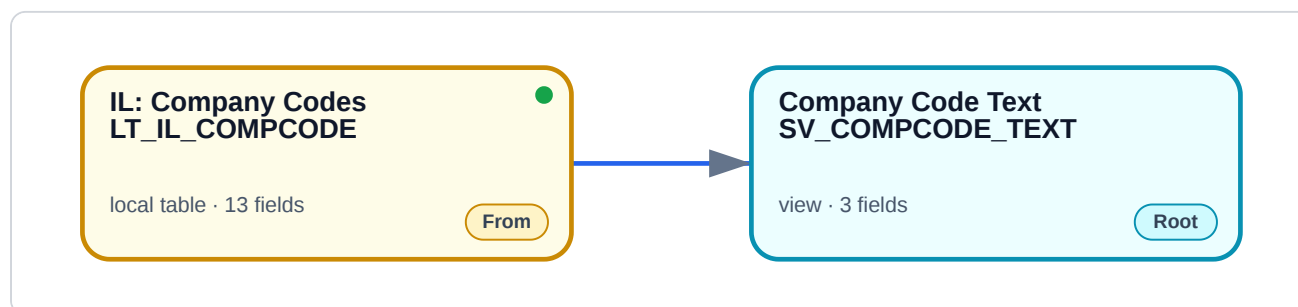 IL: Company Codes
LT_IL_COMPCODE
local table · 13 fields
From
Company Code Text
SV_COMPCODE_TEXT
view · 3 fields
Root